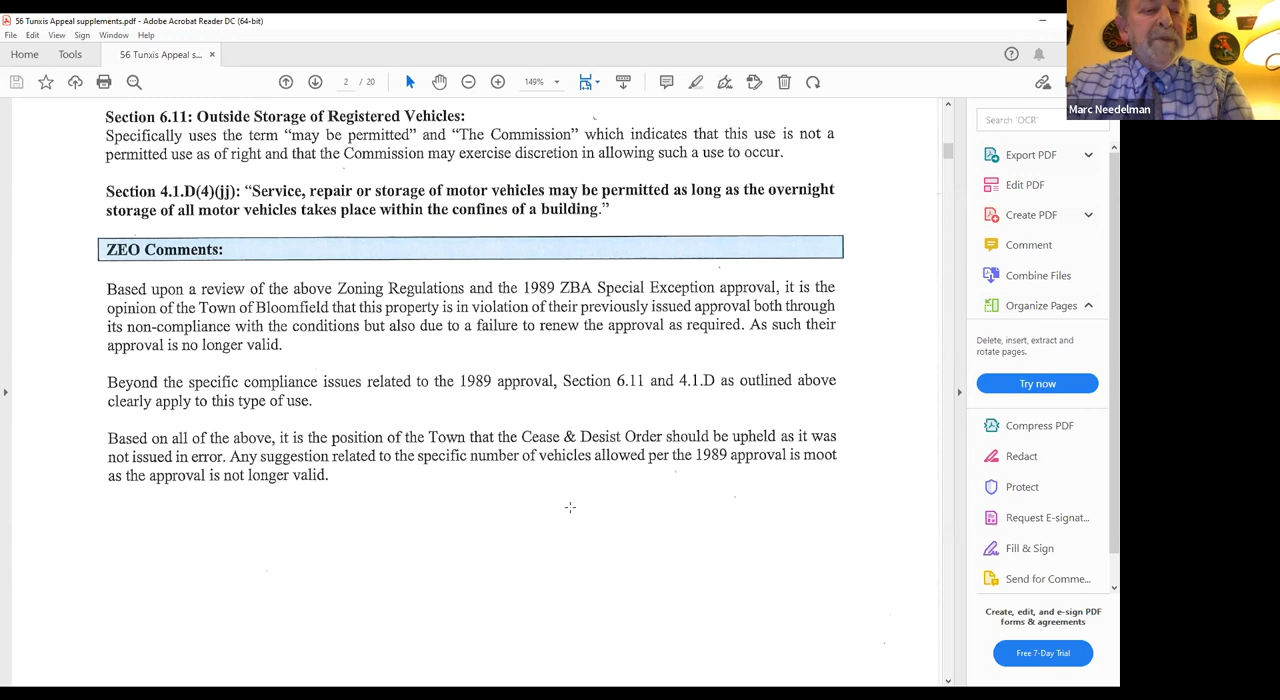 56 Tunxis Appeal supplements.pdf - Adobe Acrobat Reader DC (64-bit)
File Edit View Sign Window Help
Home Tools 56 Tunxis Appeal s... ×
2 / 20 149%
Marc Needelman
Section 6.11: Outside Storage of Registered Vehicles:
Specifically uses the term “may be permitted” and “The Commission” which indicates that this use is not a
permitted use as of right and that the Commission may exercise discretion in allowing such a use to occur.
Section 4.1.D(4)(jj): “Service, repair or storage of motor vehicles may be permitted as long as the overnight
storage of all motor vehicles takes place within the confines of a building.”
ZEO Comments:
Based upon a review of the above Zoning Regulations and the 1989 ZBA Special Exception approval, it is the
opinion of the Town of Bloomfield that this property is in violation of their previously issued approval both through
its non-compliance with the conditions but also due to a failure to renew the approval as required. As such their
approval is no longer valid.
Beyond the specific compliance issues related to the 1989 approval, Section 6.11 and 4.1.D as outlined above
clearly apply to this type of use.
Based on all of the above, it is the position of the Town that the Cease & Desist Order should be upheld as it was
not issued in error. Any suggestion related to the specific number of vehicles allowed per the 1989 approval is moot
as the approval is not longer valid.
Search 'OCR'
Export PDF
Edit PDF
Create PDF
Comment
Combine Files
Organize Pages
Delete, insert, extract and
rotate pages.
Try now
Compress PDF
Redact
Protect
Request E-signat...
Fill & Sign
Send for Comme...
Create, edit, and e-sign PDF
forms & agreements
Free 7-Day Trial